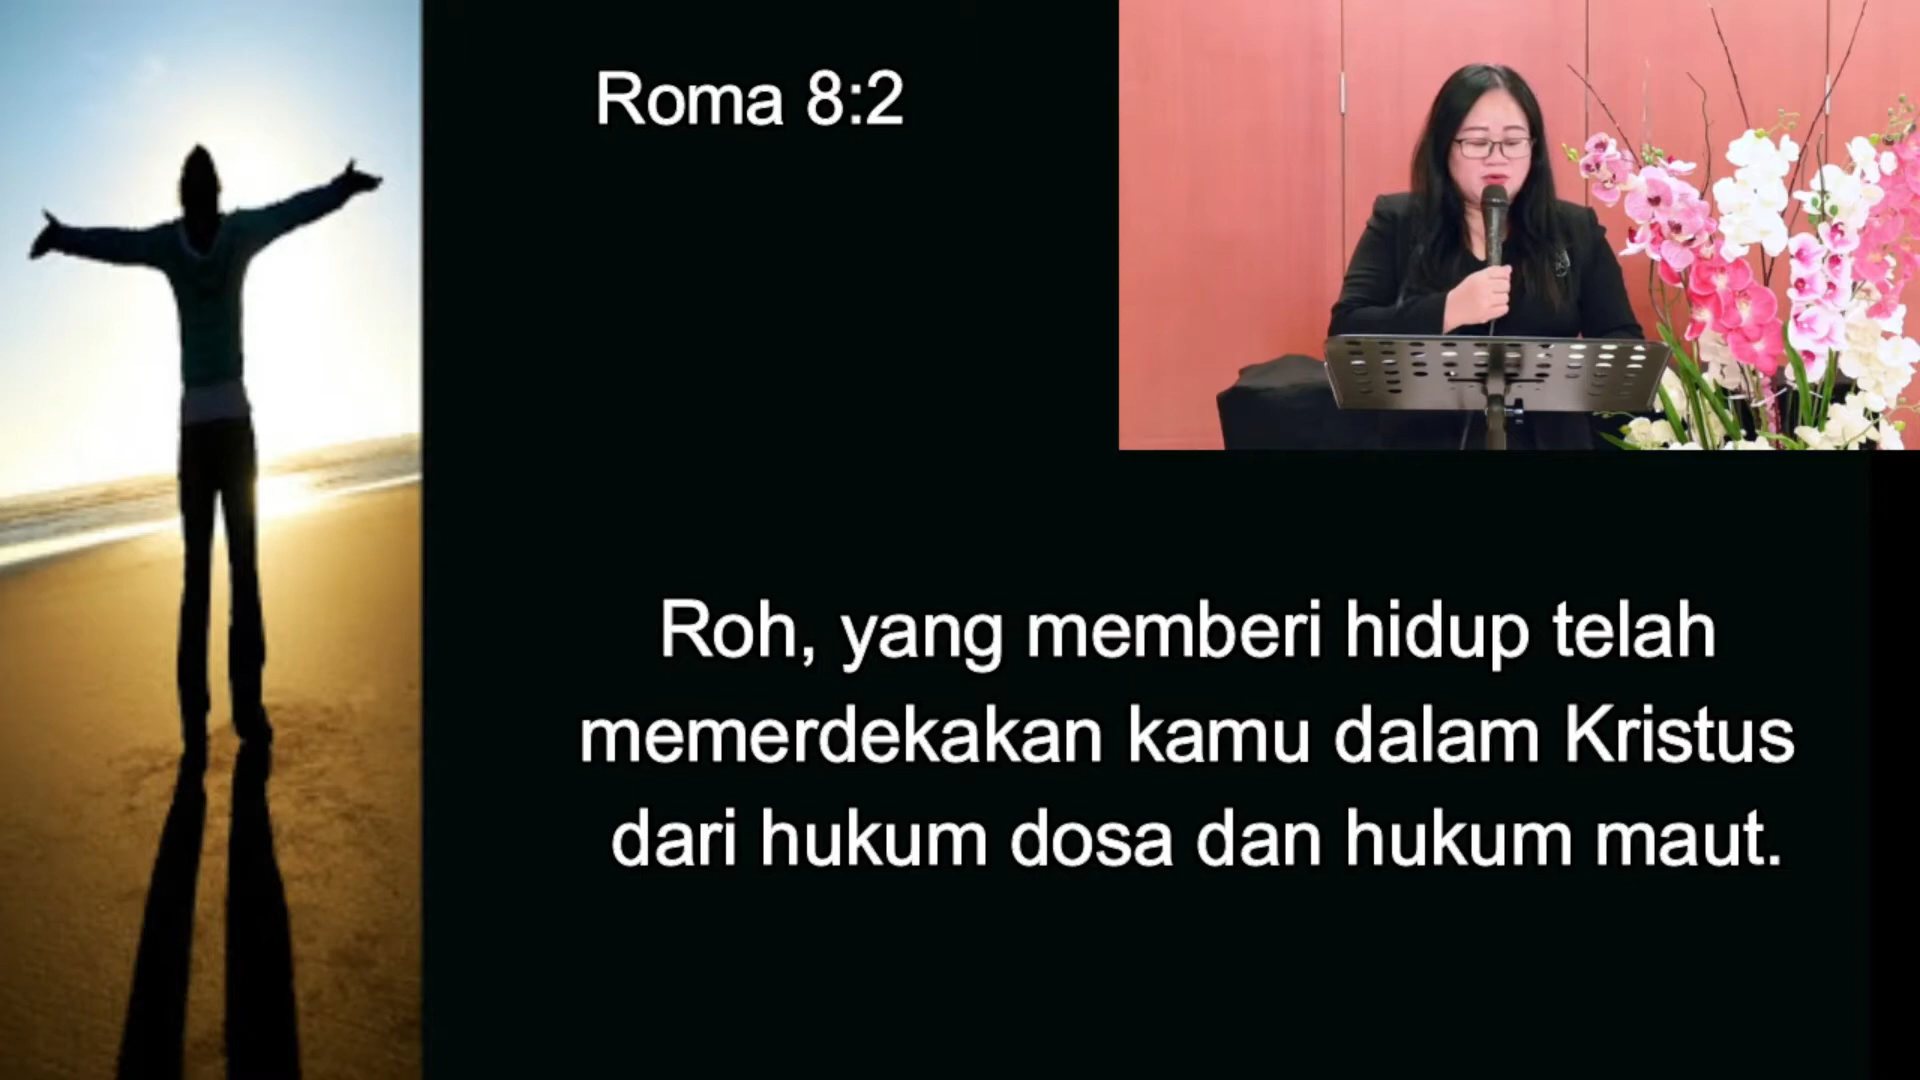 Roma 8:2
Roh, yang memberi hidup telah
memerdekakan kamu dalam Kristus
dari hukum dosa dan hukum maut.